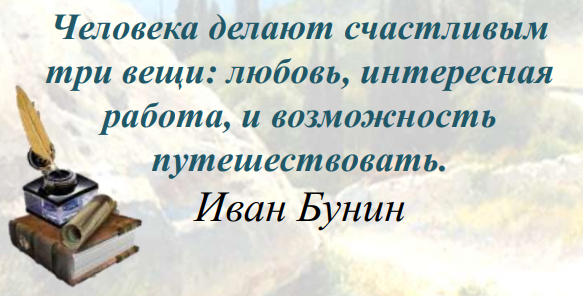 Человека делают счастливым
три вещи: любовь, интересная
работа, и возможность
путешествовать.
Иван Бунин